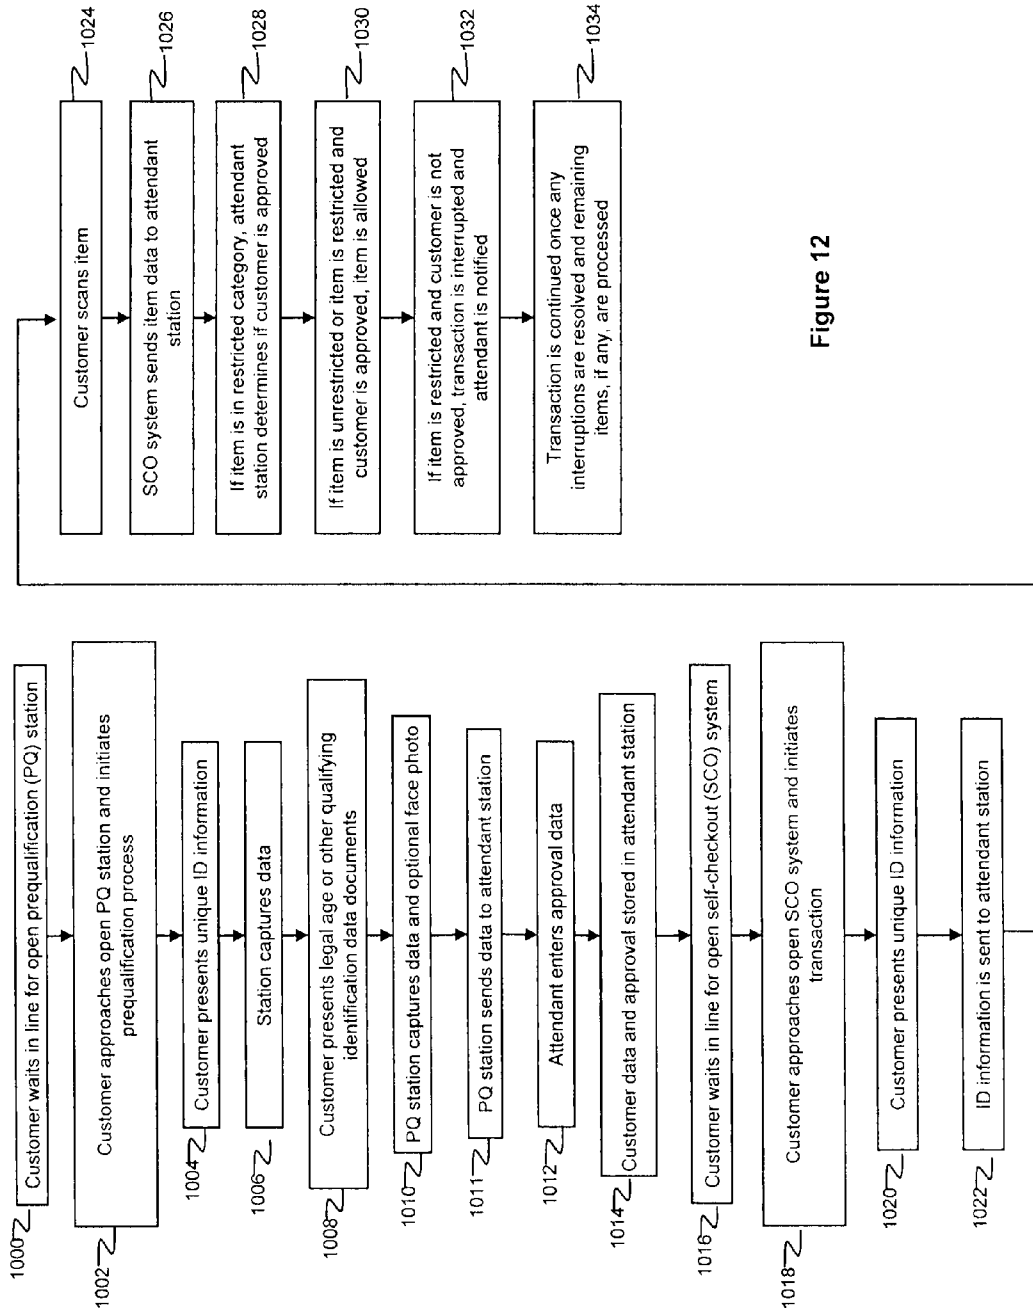 1000
Customer waits in line for open prequalification (PQ) station
1002
Customer approaches open PQ station and initiates
prequalification process
1004
Customer presents unique ID information
1006
Station captures data
1008
Customer presents legal age or other qualifying
identification data documents
1010
PQ station captures data and optional face photo
1011
PQ station sends data to attendant station
1012
Attendant enters approval data
1014
Customer data and approval stored in attendant station
1016
Customer waits in line for open self-checkout (SCO) system
1018
Customer approaches open SCO system and initiates
transaction
1020
Customer presents unique ID information
1022
ID information is sent to attendant station
Customer scans item
1024
SCO system sends item data to attendant
station
1026
If item is in restricted category, attendant
station determines if customer is approved
1028
If item is unrestricted or item is restricted and
customer is approved, item is allowed
1030
If item is restricted and customer is not
approved, transaction is interrupted and
attendant is notified
1032
Transaction is continued once any
interruptions are resolved and remaining
items, if any, are processed
1034
Figure 12